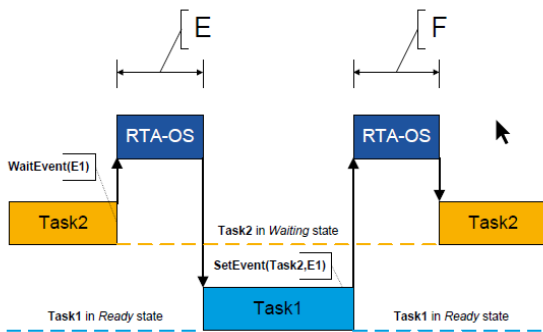 E F
RTA-OS RTA-OS
WaitEvent(E1)
Task2 Task2
Task2 in Waiting state
SetEvent(Task2,E1)
Task1
Task1 in Ready state Task1 in Ready state